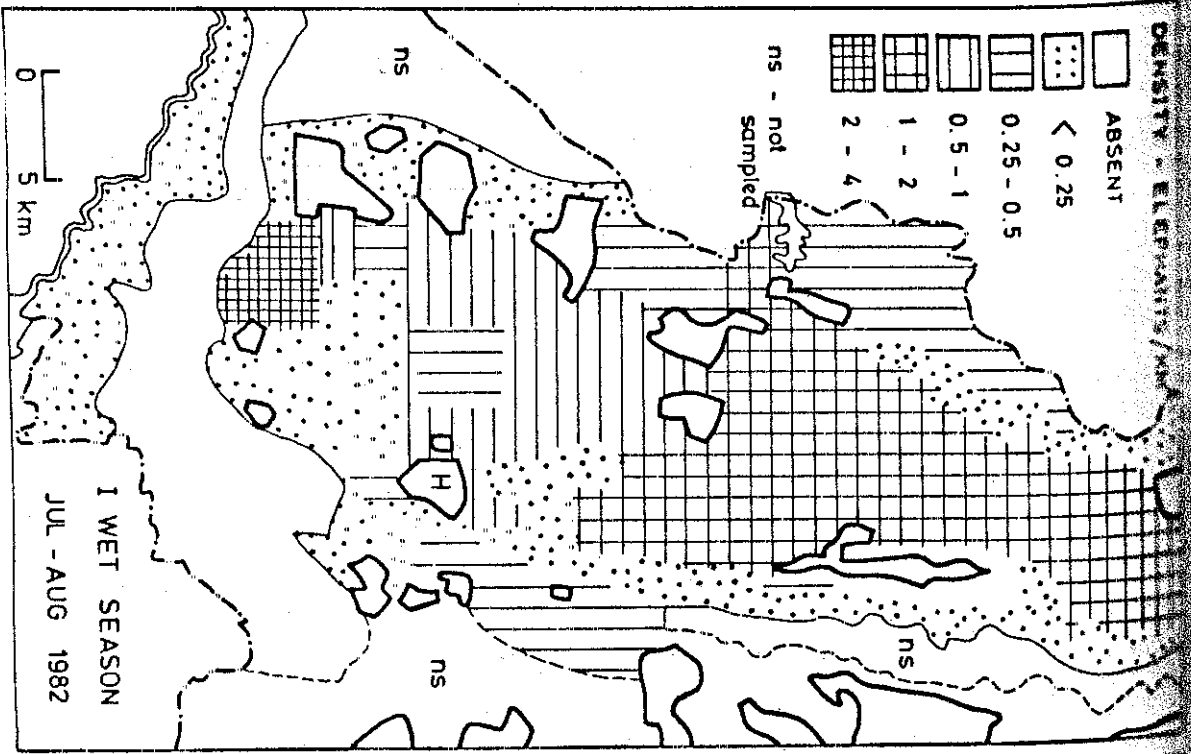 DENSITY - ELEPHANTS/KM
ABSENT
< 0.25
0.25 - 0.5
0.5 - 1
1 - 2
2 - 4
ns - not
sampled
ns
ns
ns
H
0 5 km
I WET SEASON
JUL - AUG 1982